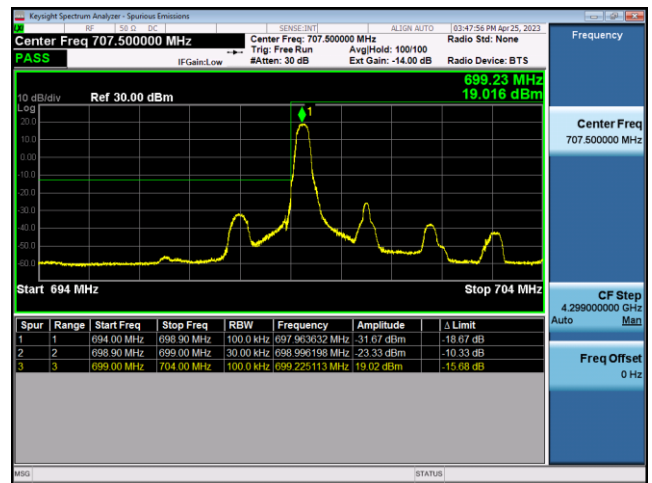 Keysight Spectrum Analyzer - Spurious Emissions
RF 50 Ω DC SENSE:INT ALIGN AUTO 03:47:56 PM Apr 25, 2023
Center Freq 707.500000 MHz
Center Freq: 707.500000 MHz Radio Std: None
Trig: Free Run Avg|Hold: 100/100
PASS IFGain:Low #Atten: 30 dB Ext Gain: -14.00 dB Radio Device: BTS
699.23 MHz
19.016 dBm
10 dB/div Ref 30.00 dBm
Log
1
20.0
10.0
0.00
-10.0
-20.0
-30.0
-40.0
-50.0
-60.0
Start 694 MHz Stop 704 MHz
Spur Range Start Freq Stop Freq RBW Frequency Amplitude Δ Limit
1 1 694.00 MHz 698.90 MHz 100.0 kHz 697.963632 MHz -31.67 dBm -18.67 dB
2 2 698.90 MHz 699.00 MHz 30.00 kHz 698.996198 MHz -23.33 dBm -10.33 dB
3 3 699.00 MHz 704.00 MHz 100.0 kHz 699.225113 MHz 19.02 dBm -15.68 dB
MSG STATUS
Frequency
Center Freq
707.500000 MHz
CF Step
4.299000000 GHz
Auto Man
Freq Offset
0 Hz